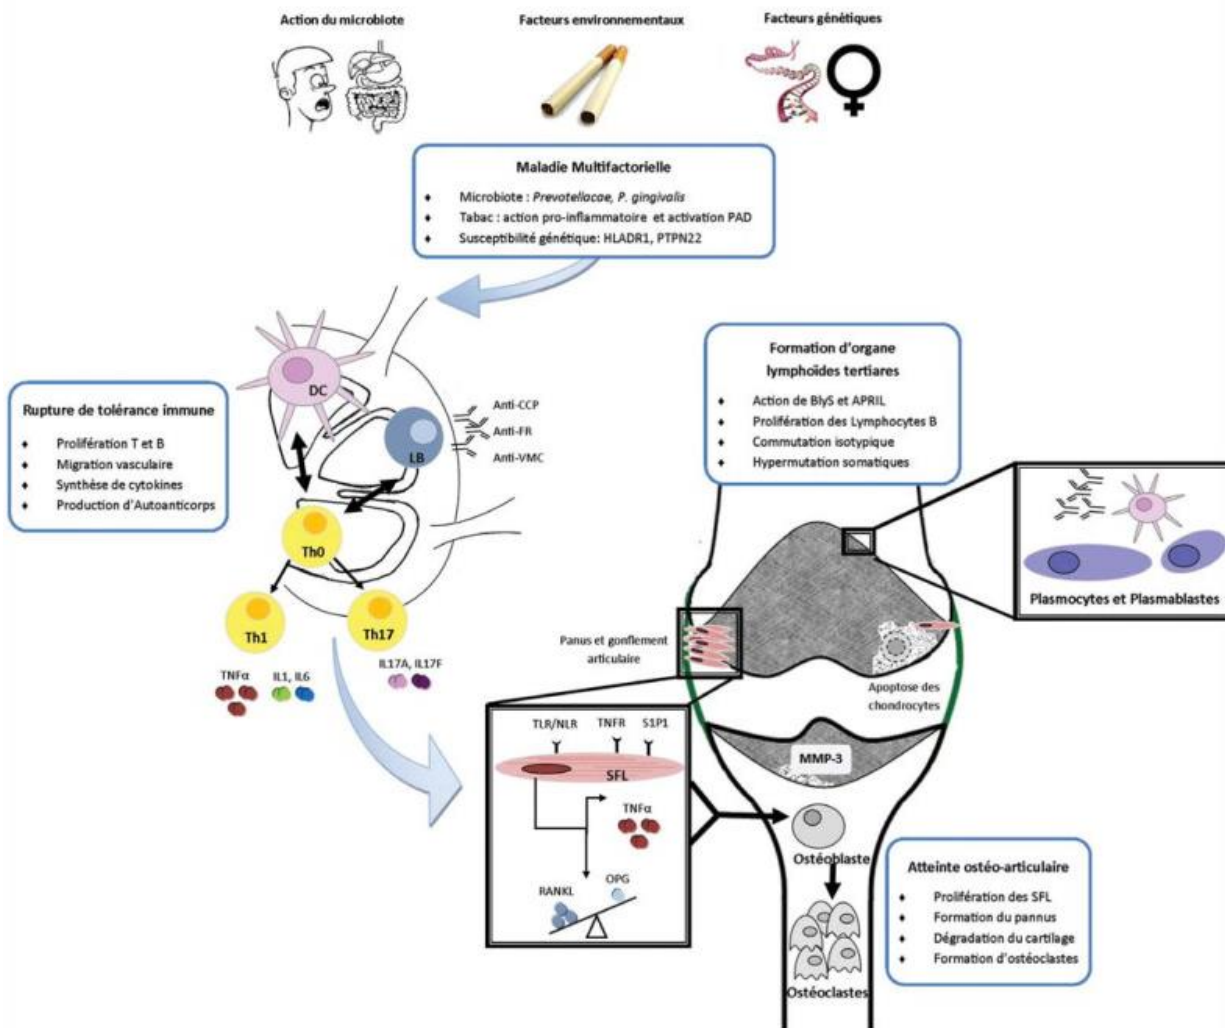 Action du microbiote
Facteurs environnementaux
Facteurs génétiques
Maladie Multifactorielle
♦ Microbiote : Prevotellacae, P. gingivalis
♦ Tabac : action pro-inflammatoire et activation PAD
♦ Susceptibilité génétique: HLADR1, PTPN22
Rupture de tolérance immune
♦ Prolifération T et B
♦ Migration vasculaire
♦ Synthèse de cytokines
♦ Production d'Autoanticorps
DC
LB
Anti-CCP
Anti-FR
Anti-VMC
Th0
Th1
Th17
TNFα
IL1, IL6
IL17A, IL17F
Formation d'organe
lymphoïdes tertiares
♦ Action de BlyS et APRIL
♦ Prolifération des Lymphocytes B
♦ Commutation isotypique
♦ Hypermutation somatiques
Plasmocytes et Plasmablastes
Panus et gonflement
articulaire
Apoptose des
chondrocytes
MMP-3
TLR/NLR
TNFR
S1P1
SFL
TNFα
RANKL
OPG
Ostéoblaste
Ostéoclastes
Atteinte ostéo-articulaire
♦ Prolifération des SFL
♦ Formation du pannus
♦ Dégradation du cartilage
♦ Formation d'ostéoclastes